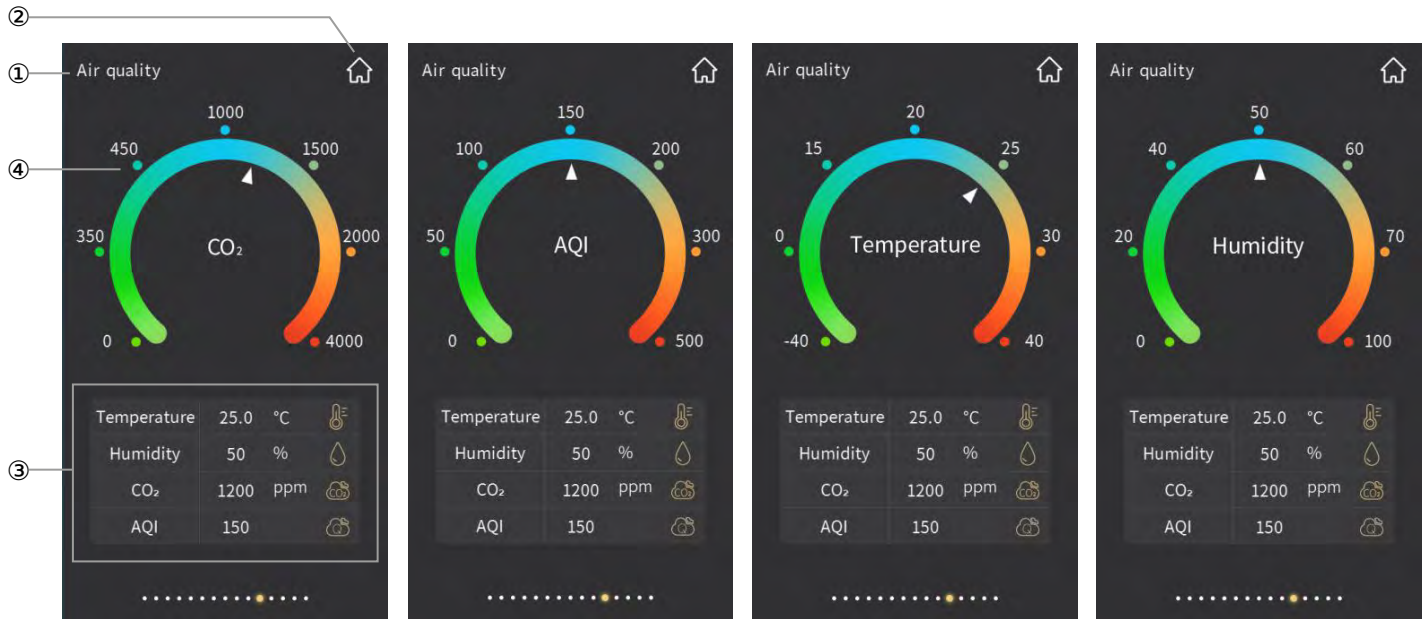 ②
① Air quality
1000
450 1500
④
350 2000
CO₂
0 4000
③
Temperature 25.0 °C
Humidity 50 %
CO₂ 1200 ppm CO₂
AQI 150 Q
Air quality
150
100 200
50 300
AQI
0 500
Temperature 25.0 °C
Humidity 50 %
CO₂ 1200 ppm CO₂
AQI 150 Q
Air quality
20
15 25
0 30
Temperature
-40 40
Temperature 25.0 °C
Humidity 50 %
CO₂ 1200 ppm CO₂
AQI 150 Q
Air quality
50
40 60
20 70
Humidity
0 100
Temperature 25.0 °C
Humidity 50 %
CO₂ 1200 ppm CO₂
AQI 150 Q